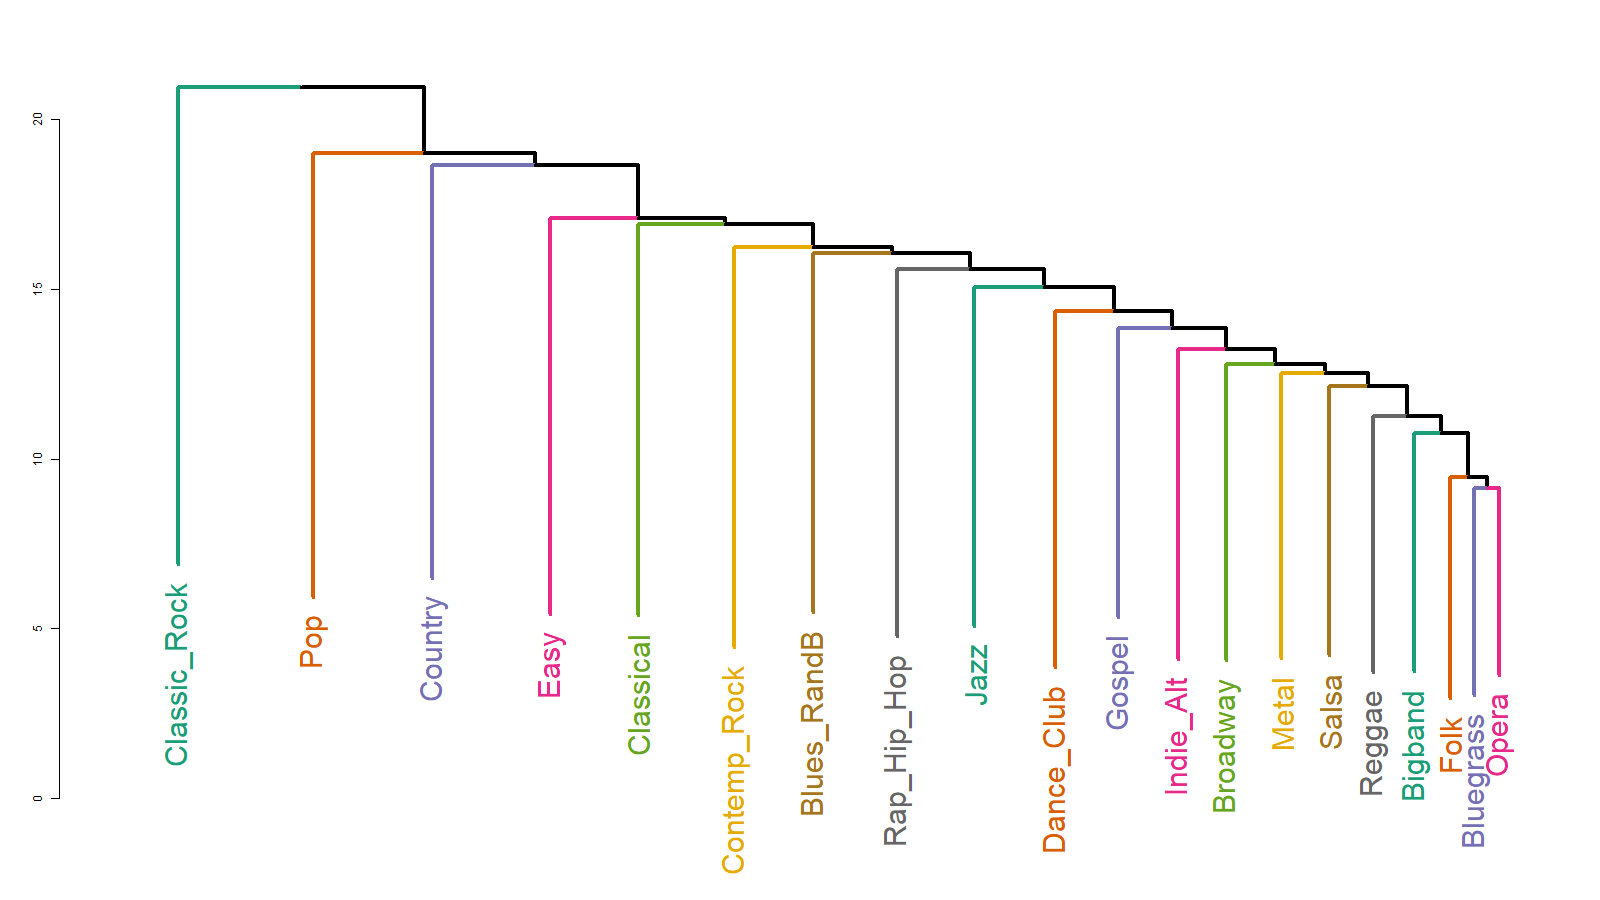 20
15
10
5
0
Classic_Rock
Pop
Country
Easy
Classical
Contemp_Rock
Blues_RandB
Rap_Hip_Hop
Jazz
Dance_Club
Gospel
Indie_Alt
Broadway
Metal
Salsa
Reggae
Bigband
Folk
Bluegrass
Opera